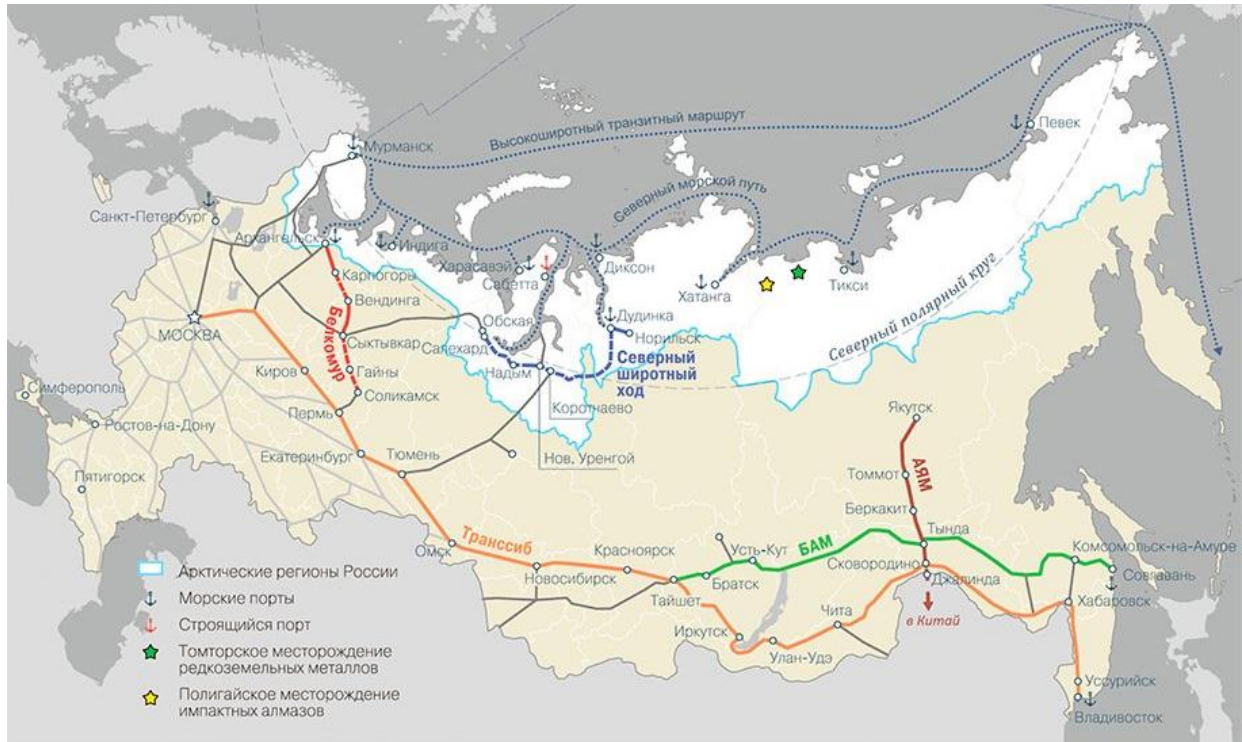 Высокоширотный транзитный маршрут
Певек
Мурманск
Северный морской путь
Санкт-Петербург
Архангельск
Индига
Харасавэй
Сабетта
Диксон
Хатанга
Тикси
Северный полярный круг
Карпогоры
Вендинга
Белкомур
МОСКВА
Сыктывкар
Обская
Салехард
Дудинка
Норильск
Надым
Северный
широтный
ход
Киров
Гайны
Соликамск
Коротчаево
Симферополь
Пермь
Ростов-на-Дону
Якутск
Екатеринбург
Тюмень
Нов. Уренгой
Пятигорск
Томмот
АЯМ
Беркакит
Тында
Транссиб
Омск
Красноярск
Усть-Кут
БАМ
Сковородино
Комсомольск-на-Амуре
Новосибирск
Братск
Джалинда
Совгавань
Тайшет
Хабаровск
Чита
в Китай
Иркутск
Улан-Удэ
Уссурийск
Владивосток
Арктические регионы России
Морские порты
Строящийся порт
Томторское месторождение
редкоземельных металлов
Полигайское месторождение
импактных алмазов